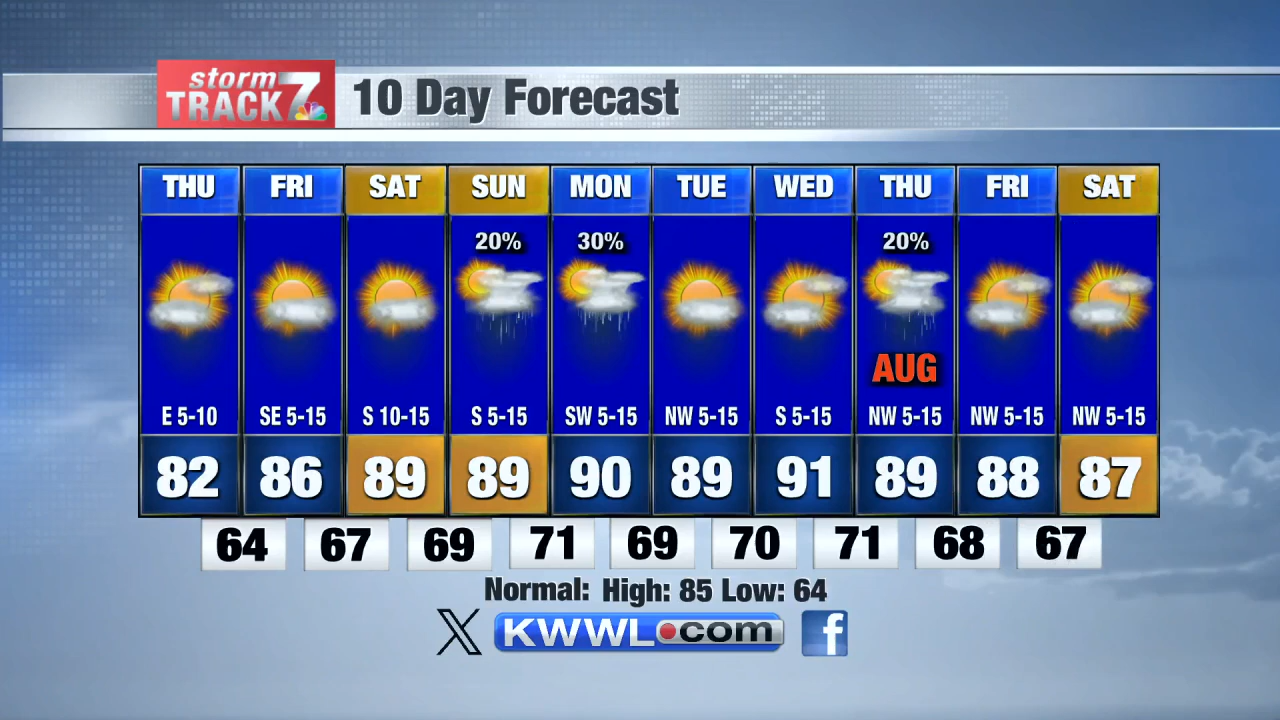 storm
TRACK 7
10 Day Forecast
THU FRI SAT SUN MON TUE WED THU FRI SAT
20% 30% 20%
AUG
E 5-10 SE 5-15 S 10-15 S 5-15 SW 5-15 NW 5-15 S 5-15 NW 5-15 NW 5-15 NW 5-15
82 86 89 89 90 89 91 89 88 87
64 67 69 71 69 70 71 68 67
Normal: High: 85 Low: 64
X KWWL.com f